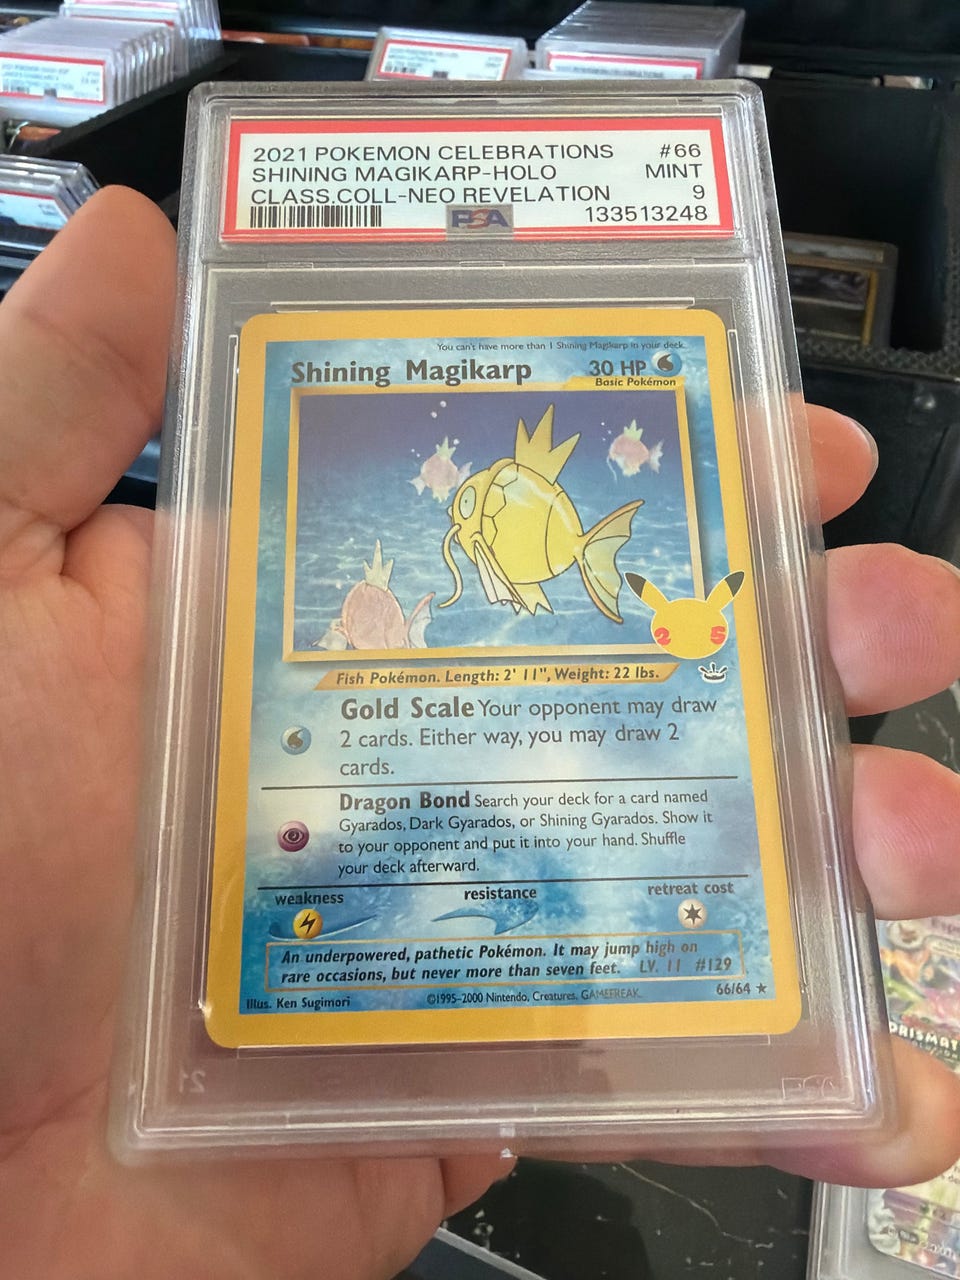 2021 POKEMON CELEBRATIONS #66
SHINING MAGIKARP-HOLO MINT
CLASS.COLL-NEO REVELATION 9
PSA 133513248
You can't have more than 1 Shining Magikarp in your deck.
Shining Magikarp 30 HP
Basic Pokémon
2 5
Fish Pokémon. Length: 2' 11", Weight: 22 lbs.
Gold Scale Your opponent may draw
2 cards. Either way, you may draw 2
cards.
Dragon Bond Search your deck for a card named
Gyarados, Dark Gyarados, or Shining Gyarados. Show it
to your opponent and put it into your hand. Shuffle
your deck afterward.
weakness resistance retreat cost
An underpowered, pathetic Pokémon. It may jump high on
rare occasions, but never more than seven feet. LV. 11 #129
Illus. Ken Sugimori ©1995-2000 Nintendo, Creatures, GAMEFREAK. 66/64 ★
PRISMAT